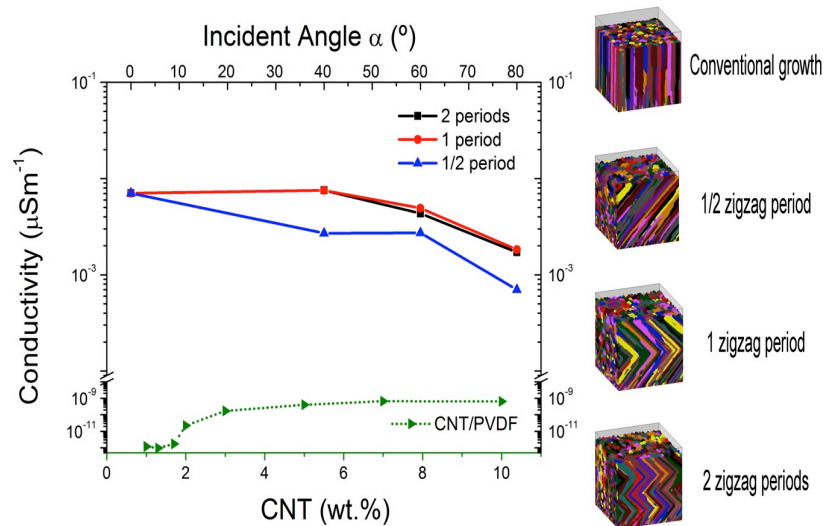 Incident Angle α (º)
0 10 20 30 40 50 60 70 80
10⁻¹ 10⁻¹
2 periods
1 period
1/2 period
Conductivity (µSm⁻¹)
10⁻³ 10⁻³
10⁻⁹ 10⁻⁹
10⁻¹¹ 10⁻¹¹
CNT/PVDF
0 2 4 6 8 10
CNT (wt.%)
Conventional growth
1/2 zigzag period
1 zigzag period
2 zigzag periods